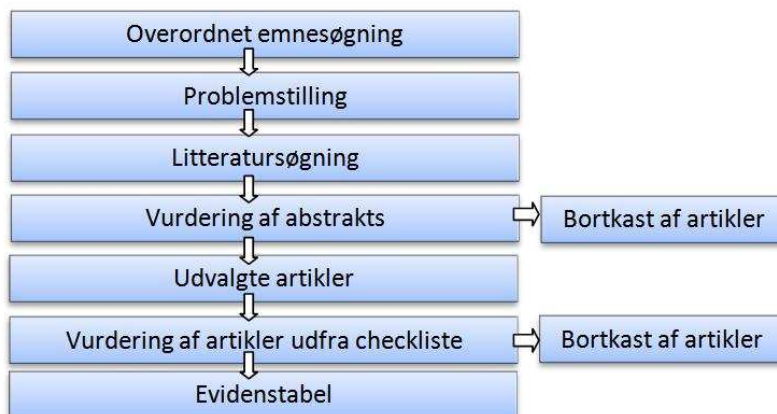 Overordnet emnesøgning
Problemstilling
Litteratursøgning
Vurdering af abstrakts
Bortkast af artikler
Udvalgte artikler
Vurdering af artikler udfra checkliste
Bortkast af artikler
Evidenstabel